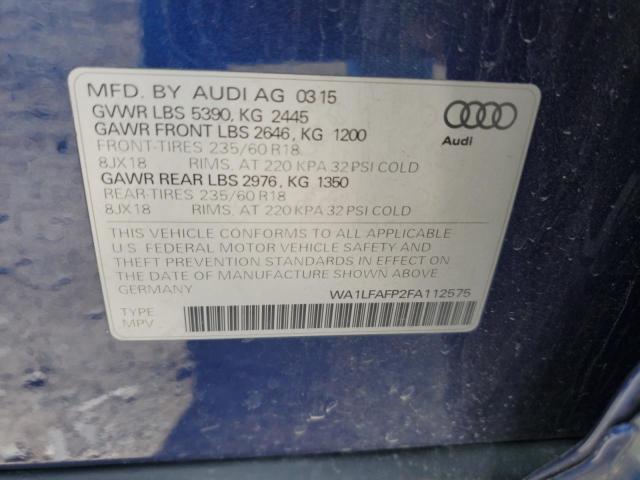 MFD. BY AUDI AG 03 15
GVWR LBS 5390, KG 2445
GAWR FRONT LBS 2646, KG 1200
FRONT-TIRES 235/60 R18
8JX18 RIMS, AT 220 KPA 32 PSI COLD
GAWR REAR LBS 2976, KG 1350
REAR-TIRES 235/60 R18
8JX18 RIMS, AT 220 KPA 32 PSI COLD
Audi
THIS VEHICLE CONFORMS TO ALL APPLICABLE
U.S. FEDERAL MOTOR VEHICLE SAFETY AND
THEFT PREVENTION STANDARDS IN EFFECT ON
THE DATE OF MANUFACTURE SHOWN ABOVE
GERMANY WA1LFAFP2FA112575
TYPE
MPV